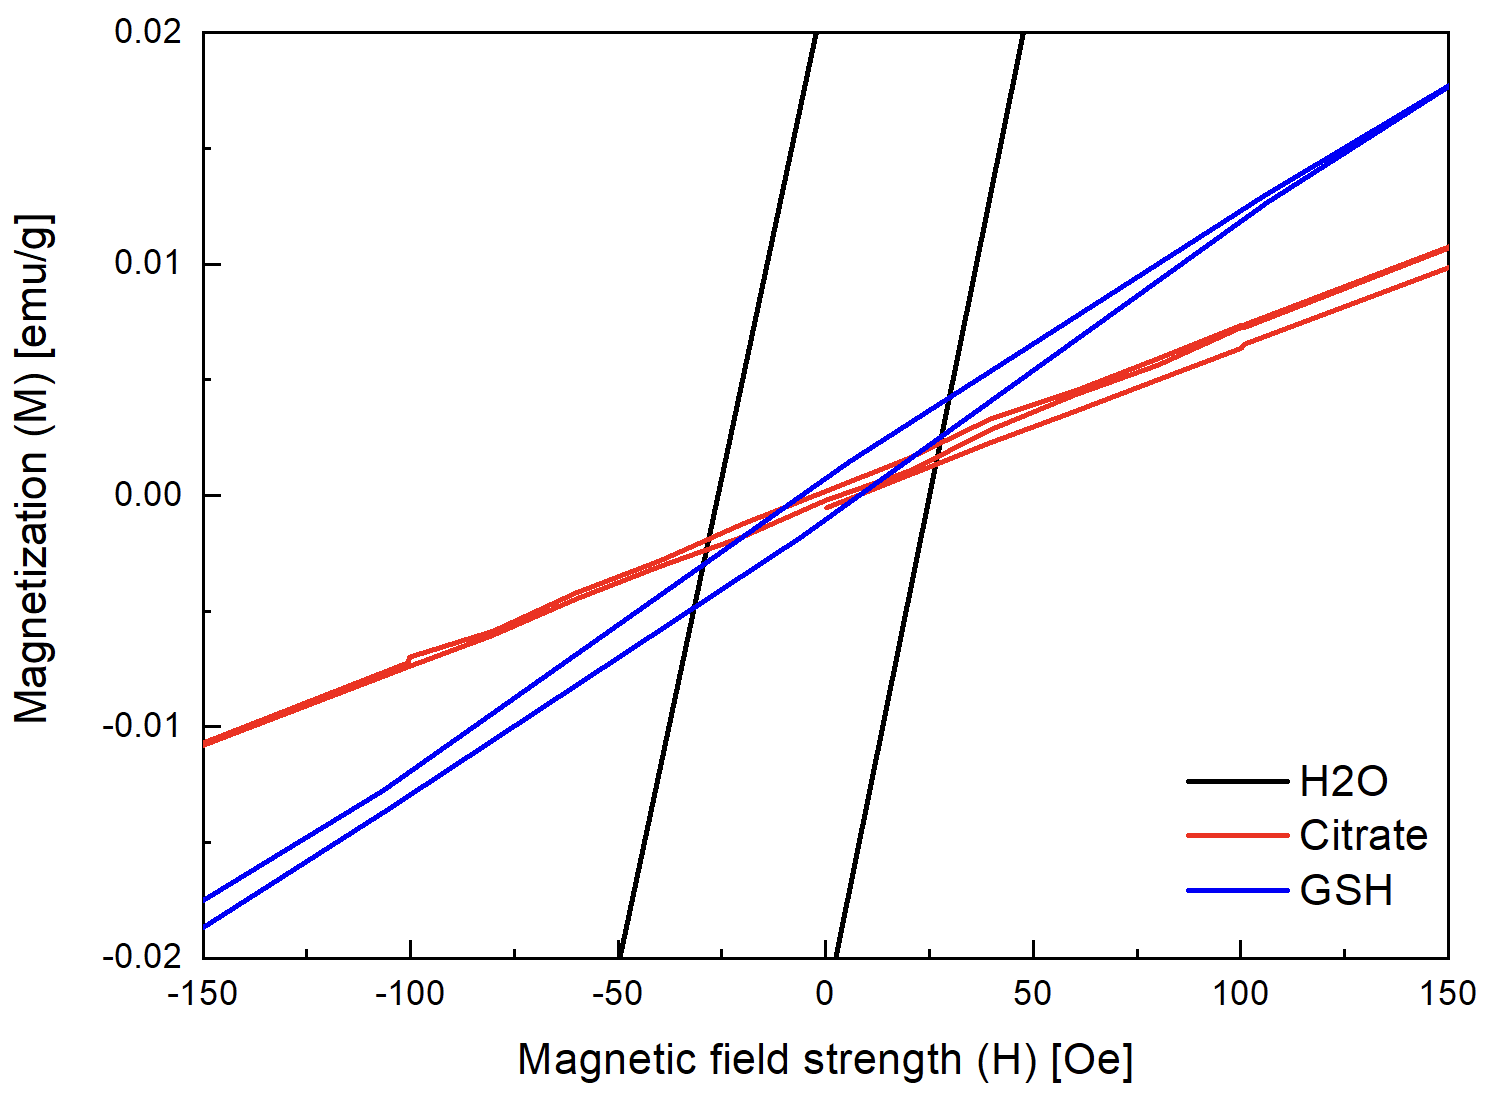 Magnetization (M) [emu/g]
0.02
0.01
0.00
-0.01
-0.02
H2O
Citrate
GSH
-150 -100 -50 0 50 100 150
Magnetic field strength (H) [Oe]